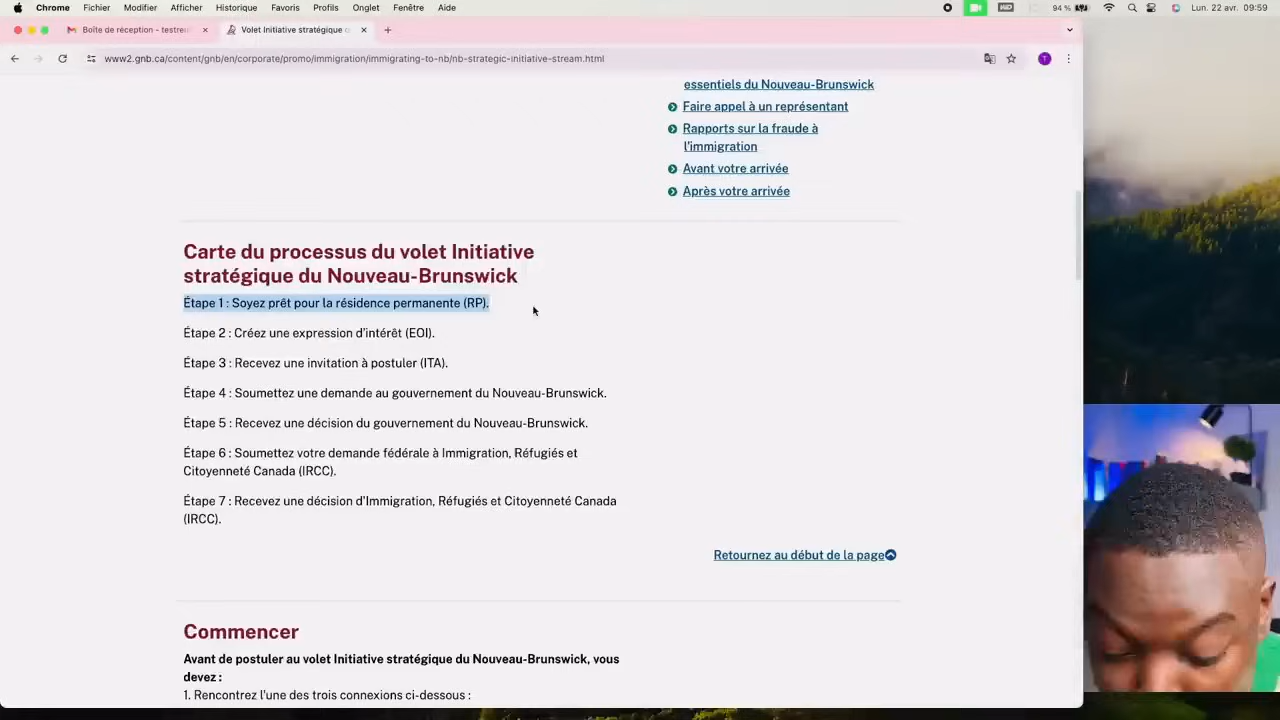 Chrome Fichier Modifier Afficher Historique Favoris Profils Onglet Fenêtre Aide 94 % Lun. 22 avr. 09:59
Boîte de réception - testreu Volet Initiative stratégique d
www2.gnb.ca/content/gnb/en/corporate/promo/immigration/immigrating-to-nb/nb-strategic-initiative-stream.html T
essentiels du Nouveau-Brunswick
Faire appel à un représentant
Rapports sur la fraude à
l'immigration
Avant votre arrivée
Après votre arrivée
Carte du processus du volet Initiative
stratégique du Nouveau-Brunswick
Étape 1 : Soyez prêt pour la résidence permanente (RP).
Étape 2 : Créez une expression d'intérêt (EOI).
Étape 3 : Recevez une invitation à postuler (ITA).
Étape 4 : Soumettez une demande au gouvernement du Nouveau-Brunswick.
Étape 5 : Recevez une décision du gouvernement du Nouveau-Brunswick.
Étape 6 : Soumettez votre demande fédérale à Immigration, Réfugiés et
Citoyenneté Canada (IRCC).
Étape 7 : Recevez une décision d'Immigration, Réfugiés et Citoyenneté Canada
(IRCC).
Retournez au début de la page
Commencer
Avant de postuler au volet Initiative stratégique du Nouveau-Brunswick, vous
devez :
1. Rencontrez l'une des trois connexions ci-dessous :